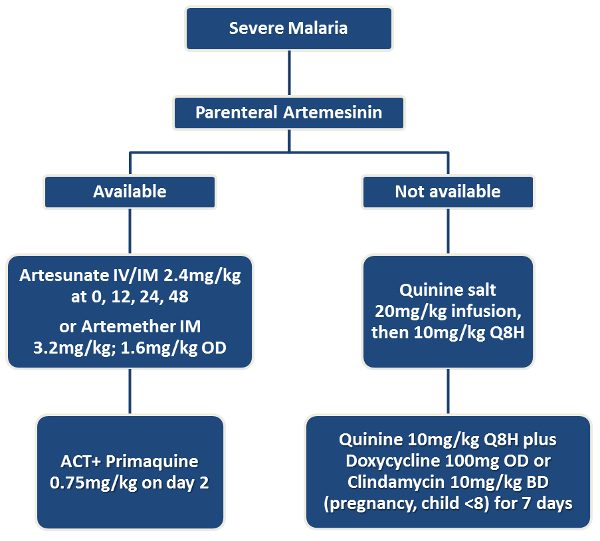 Severe Malaria
Parenteral Artemesinin
Available
Not available
Artesunate IV/IM 2.4mg/kg
at 0, 12, 24, 48
or Artemether IM
3.2mg/kg; 1.6mg/kg OD
Quinine salt
20mg/kg infusion,
then 10mg/kg Q8H
ACT+ Primaquine
0.75mg/kg on day 2
Quinine 10mg/kg Q8H plus
Doxycycline 100mg OD or
Clindamycin 10mg/kg BD
(pregnancy, child <8) for 7 days